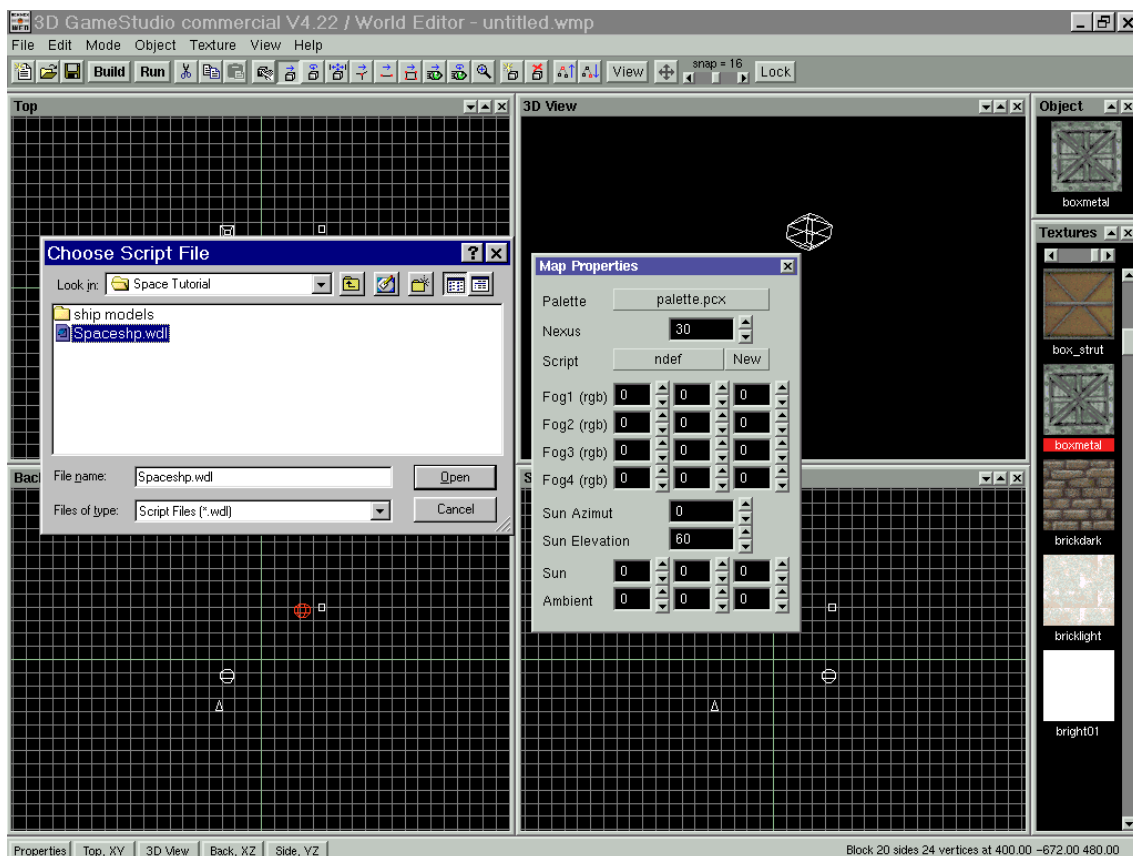 3D GameStudio commercial V4.22 / World Editor - untitled.wmp
File Edit Mode Object Texture View Help
Build Run View snap = 16 Lock
Top
3D View
Object
boxmetal
Textures
box_strut
boxmetal
brickdark
bricklight
bright01
Choose Script File
Look in: Space Tutorial
ship models
Spaceshp.wdl
File name: Spaceshp.wdl Open
Files of type: Script Files (*.wdl) Cancel
Map Properties
Palette palette.pcx
Nexus 30
Script ndef New
Fog1 (rgb) 0 0 0
Fog2 (rgb) 0 0 0
Fog3 (rgb) 0 0 0
Fog4 (rgb) 0 0 0
Sun Azimut 0
Sun Elevation 60
Sun 0 0 0
Ambient 0 0 0
Properties Top, XY 3D View Back, XZ Side, YZ
Block 20 sides 24 vertices at 400.00 -672.00 480.00